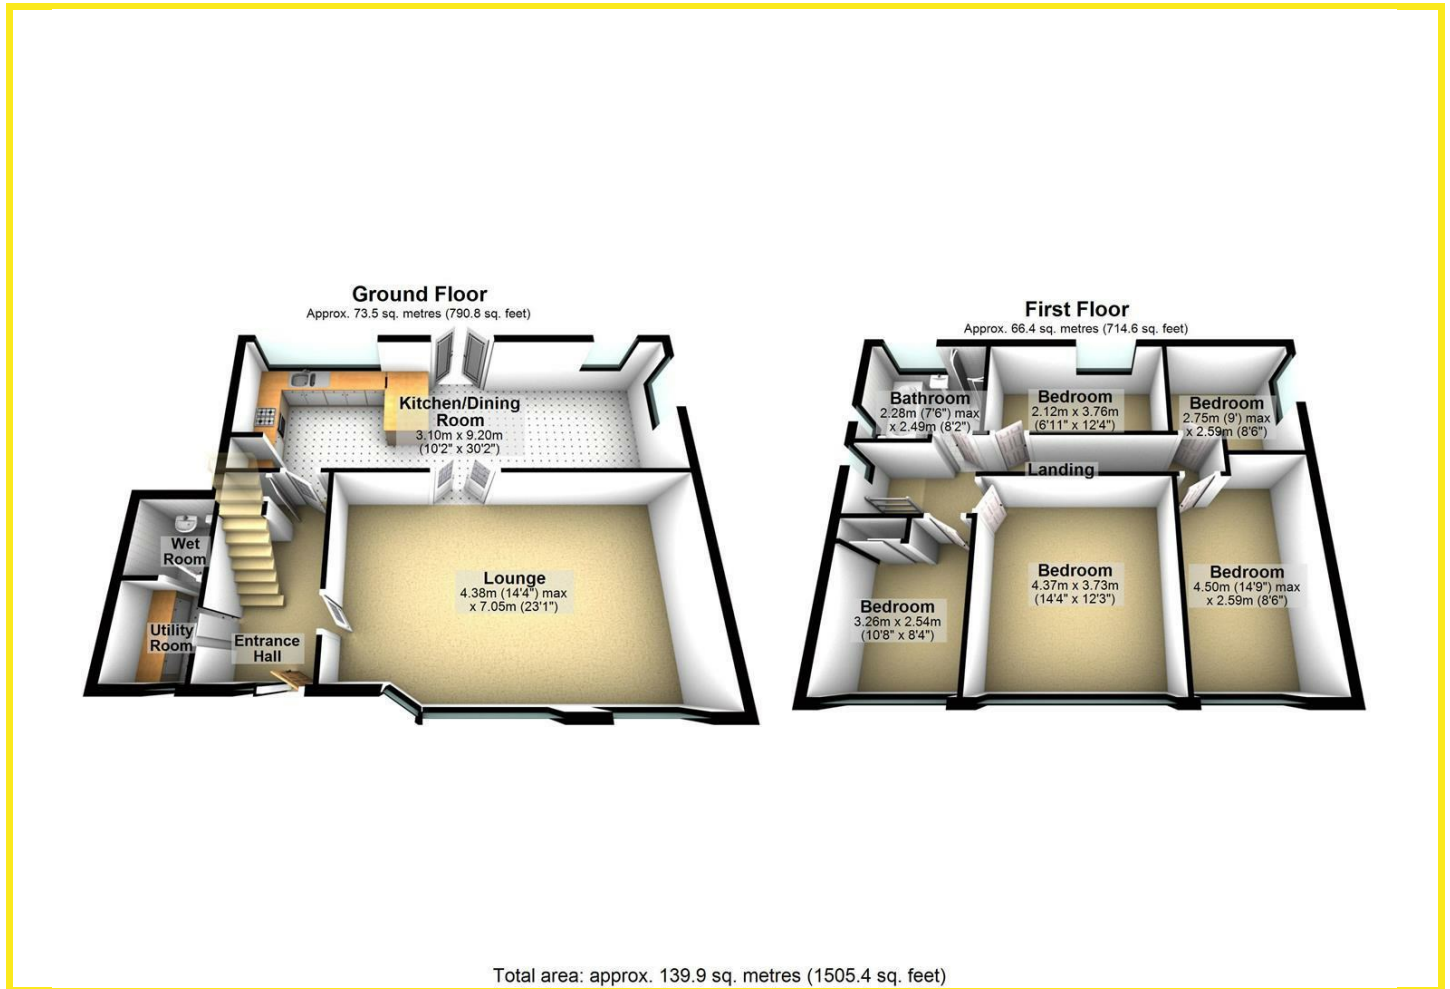 Ground Floor
Approx. 73.5 sq. metres (790.8 sq. feet)
Kitchen/Dining
Room
3.10m x 9.20m
(10'2" x 30'2")
Wet
Room
Lounge
4.38m (14'4") max
x 7.05m (23'1")
Utility
Room
Entrance
Hall
First Floor
Approx. 66.4 sq. metres (714.6 sq. feet)
Bathroom
2.28m (7'6") max
x 2.49m (8'2")
Bedroom
2.12m x 3.76m
(6'11" x 12'4")
Bedroom
2.75m (9') max
x 2.59m (8'6")
Landing
Bedroom
3.26m x 2.54m
(10'8" x 8'4")
Bedroom
4.37m x 3.73m
(14'4" x 12'3")
Bedroom
4.50m (14'9") max
x 2.59m (8'6")
Total area: approx. 139.9 sq. metres (1505.4 sq. feet)